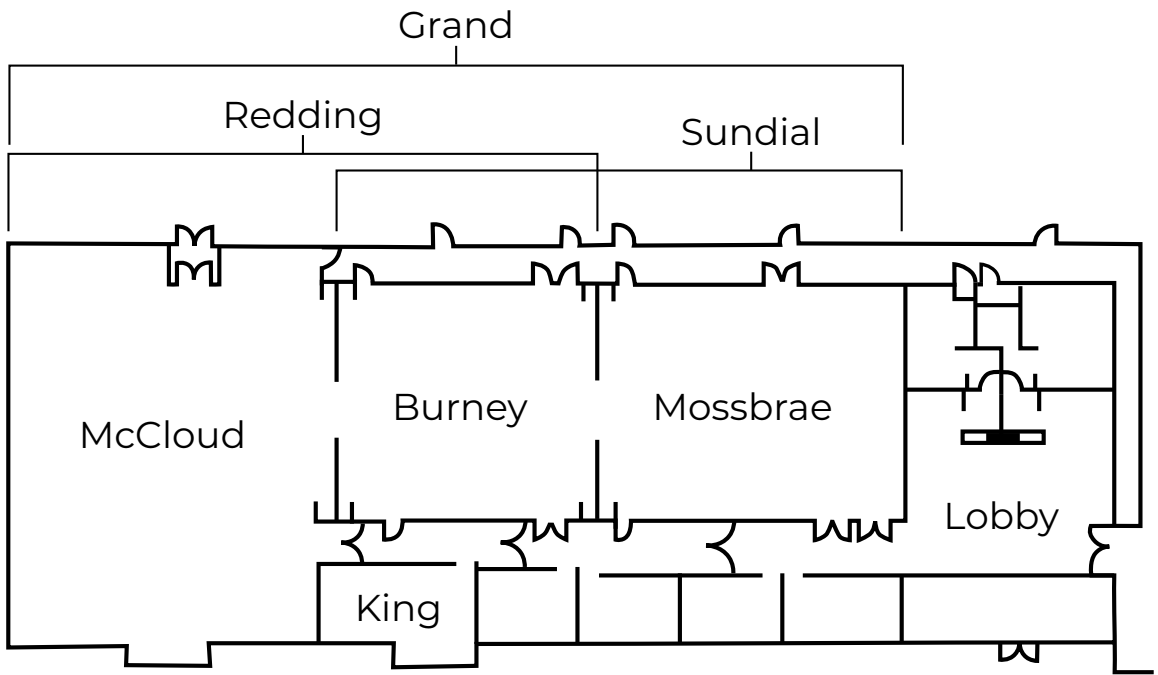 Grand
Redding
Sundial
Burney
Mossbrae
McCloud
Lobby
King